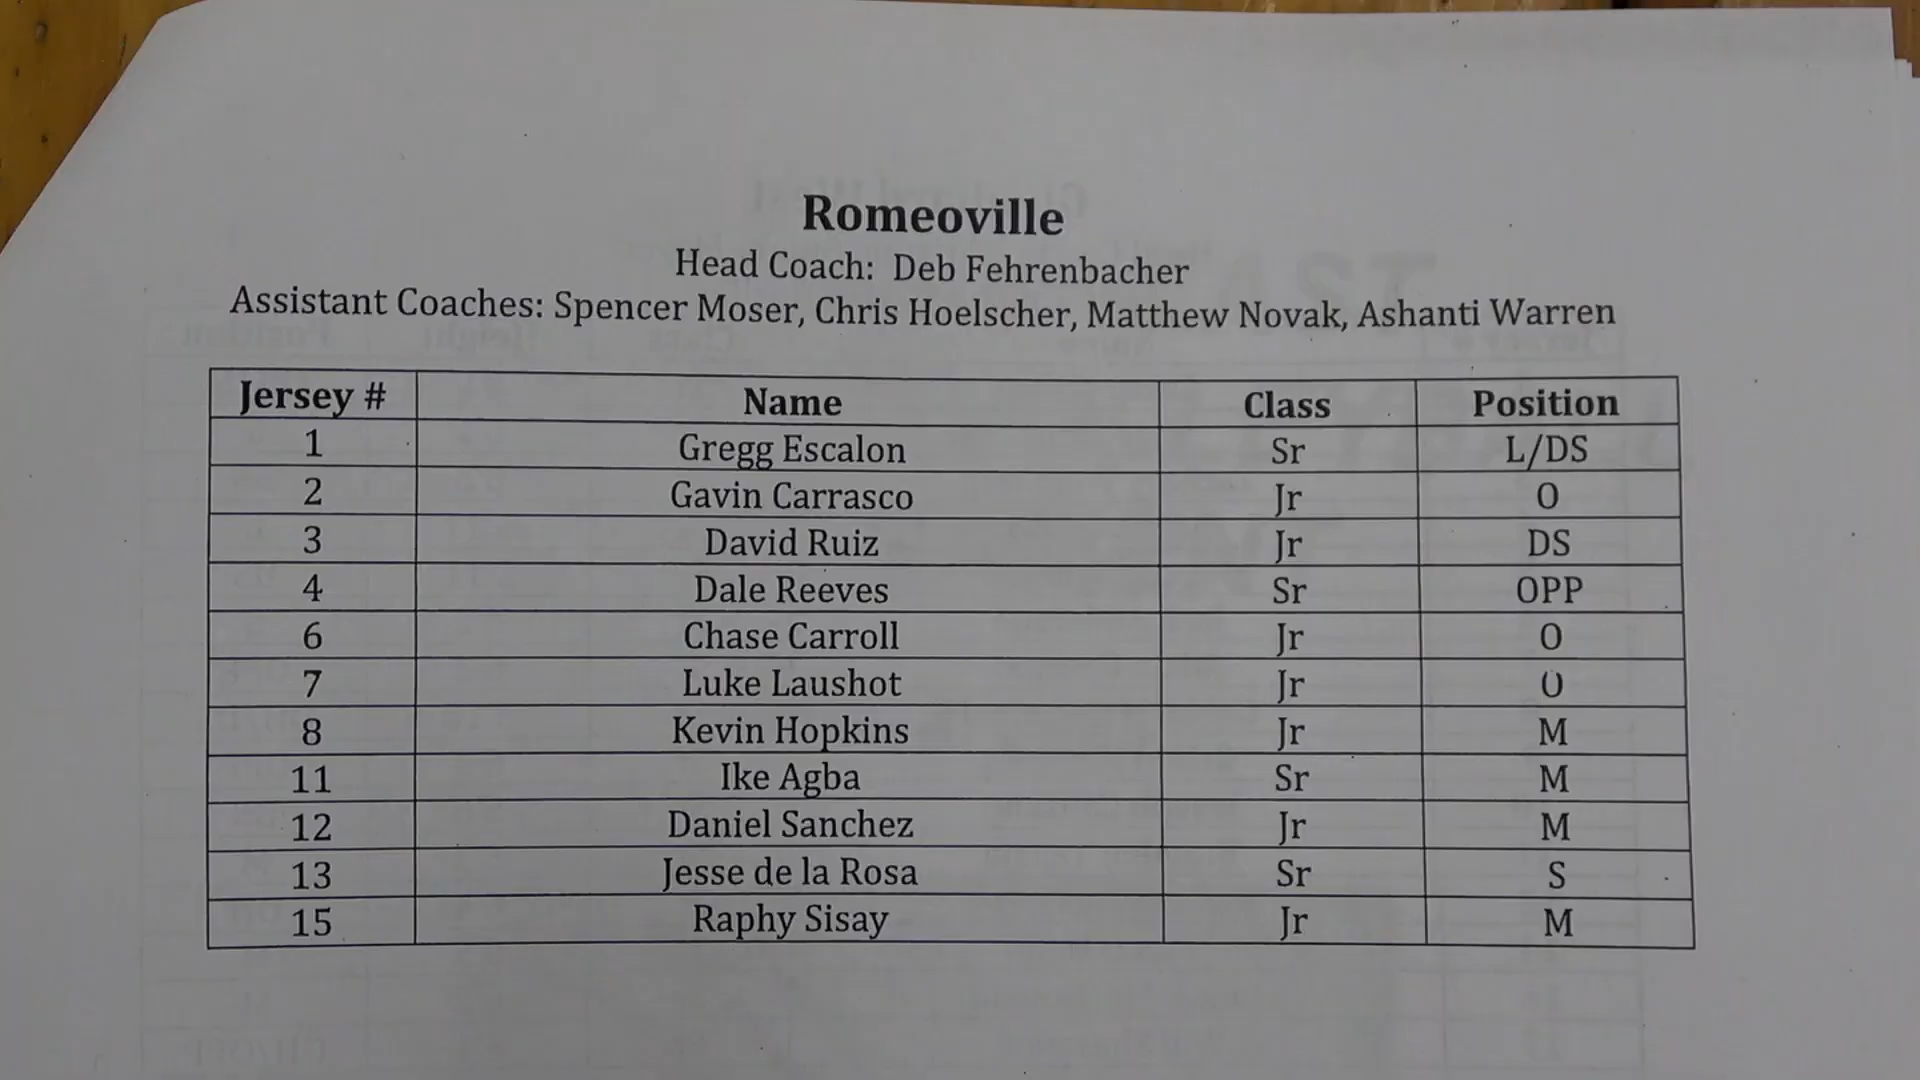 Romeoville
Head Coach: Deb Fehrenbacher
Assistant Coaches: Spencer Moser, Chris Hoelscher, Matthew Novak, Ashanti Warren
Jersey # Name Class Position
1 Gregg Escalon Sr L/DS
2 Gavin Carrasco Jr O
3 David Ruiz Jr DS
4 Dale Reeves Sr OPP
6 Chase Carroll Jr O
7 Luke Laushot Jr O
8 Kevin Hopkins Jr M
11 Ike Agba Sr M
12 Daniel Sanchez Jr M
13 Jesse de la Rosa Sr S
15 Raphy Sisay Jr M